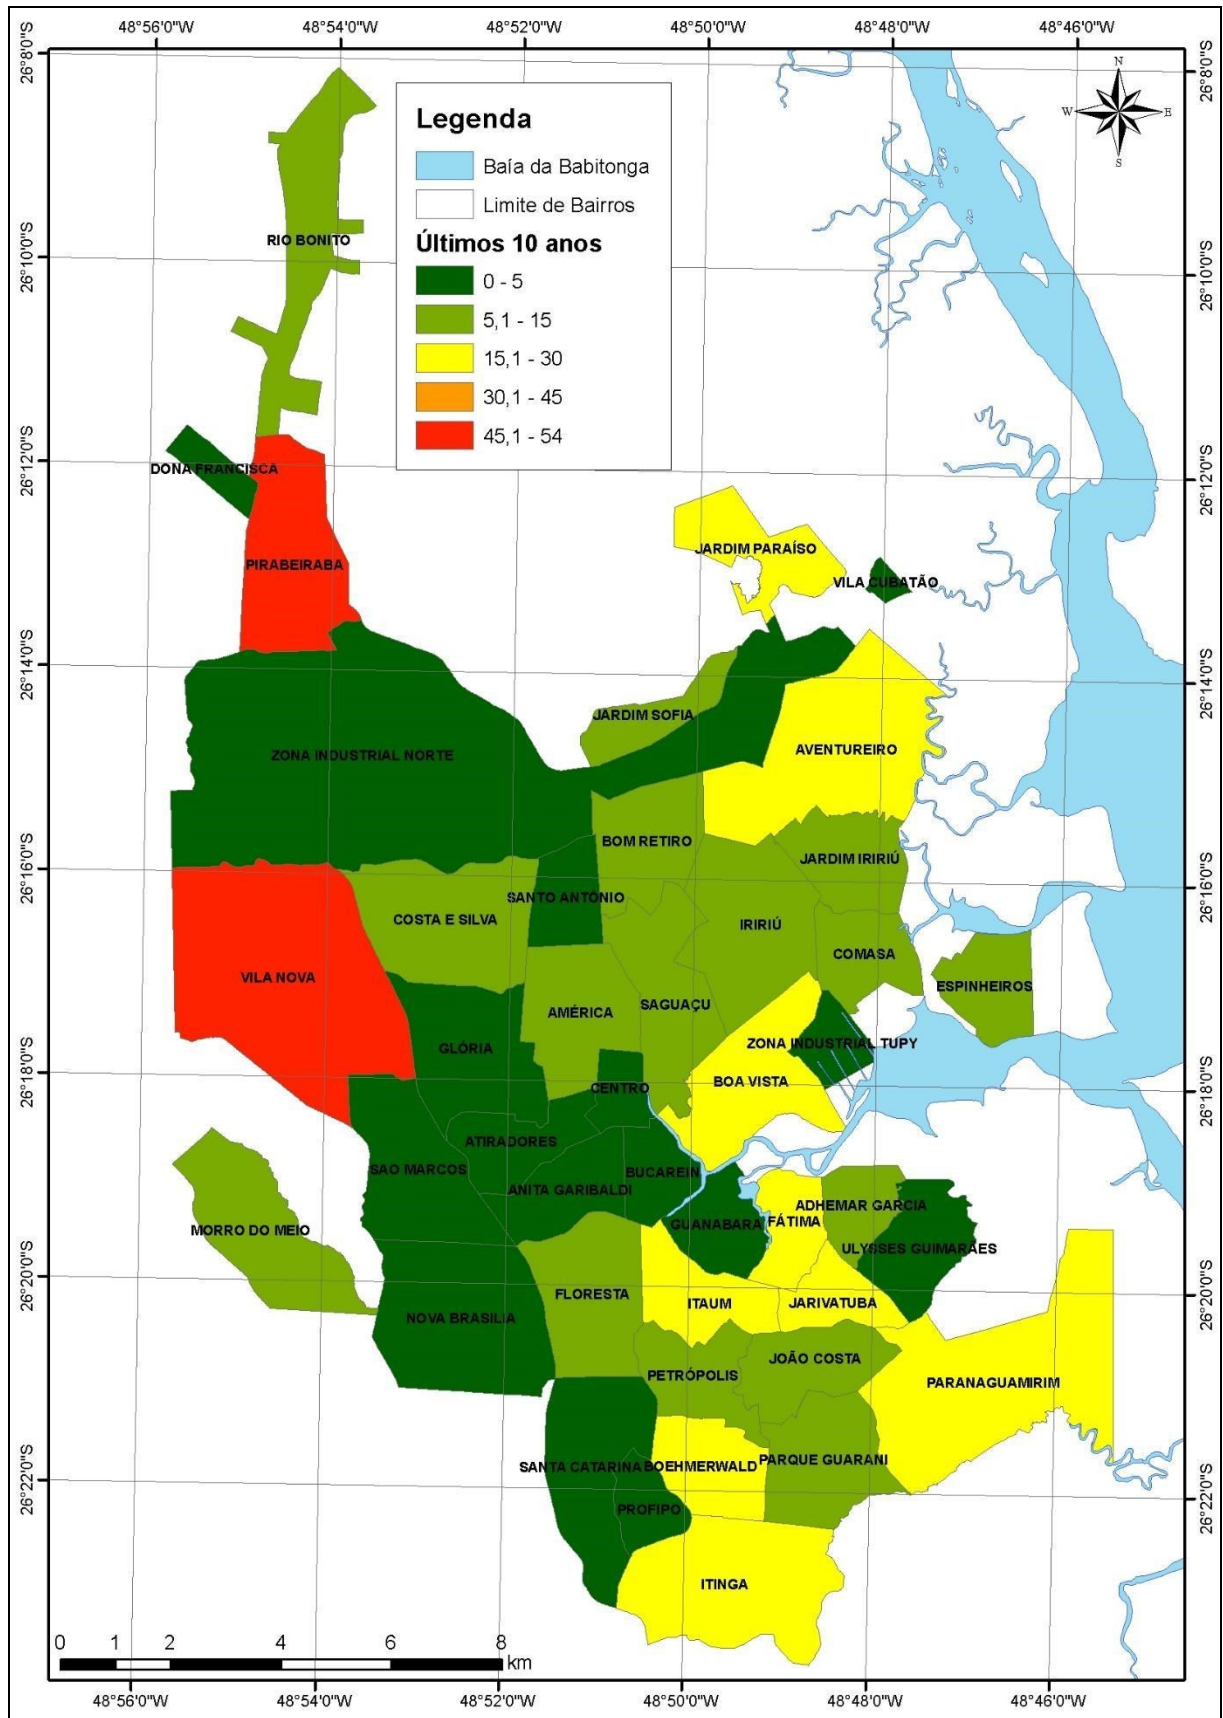 48°56'0"W 48°54'0"W 48°52'0"W 48°50'0"W 48°48'0"W 48°46'0"W
26°8'0"S
26°8'0"S
N
W E
S
Legenda
Baía da Babitonga
Limite de Bairros
Últimos 10 anos
0 - 5
5,1 - 15
15,1 - 30
30,1 - 45
45,1 - 54
RIO BONITO
26°10'0"S
26°10'0"S
26°12'0"S
26°12'0"S
DONA FRANCISCA
PIRABEIRABA
JARDIM PARAÍSO
VILA CUBATÃO
26°14'0"S
26°14'0"S
JARDIM SOFIA
ZONA INDUSTRIAL NORTE
AVENTUREIRO
BOM RETIRO
JARDIM IRIRIÚ
26°16'0"S
26°16'0"S
SANTO ANTÔNIO
COSTA E SILVA
IRIRIÚ
COMASA
VILA NOVA
ESPINHEIROS
SAGUAÇU
AMÉRICA
GLÓRIA
ZONA INDUSTRIAL TUPY
26°18'0"S
26°18'0"S
BOA VISTA
CENTRO
ATIRADORES
SAO MARCOS
BUCAREIN
ANITA GARIBALDI
ADHEMAR GARCIA
GUANABARA
FÁTIMA
MORRO DO MEIO
ULYSSES GUIMARÃES
26°20'0"S
26°20'0"S
FLORESTA
ITAUM
JARIVATUBA
NOVA BRASILIA
JOÃO COSTA
PETRÓPOLIS
PARANAGUAMIRIM
PARQUE GUARANI
SANTA CATARINA
BOEHMERWALD
26°22'0"S
26°22'0"S
PROFIPO
ITINGA
0 1 2 4 6 8
km
48°56'0"W 48°54'0"W 48°52'0"W 48°50'0"W 48°48'0"W 48°46'0"W